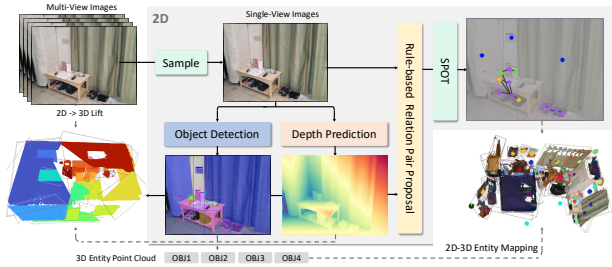 Multi-View Images
2D
Single-View Images
Sample
Rule-based
Relation Pair Proposal
SPOT
2D -> 3D Lift
Object Detection
Depth Prediction
2D-3D Entity Mapping
3D Entity Point Cloud
OBJ1
OBJ2
OBJ3
OBJ4